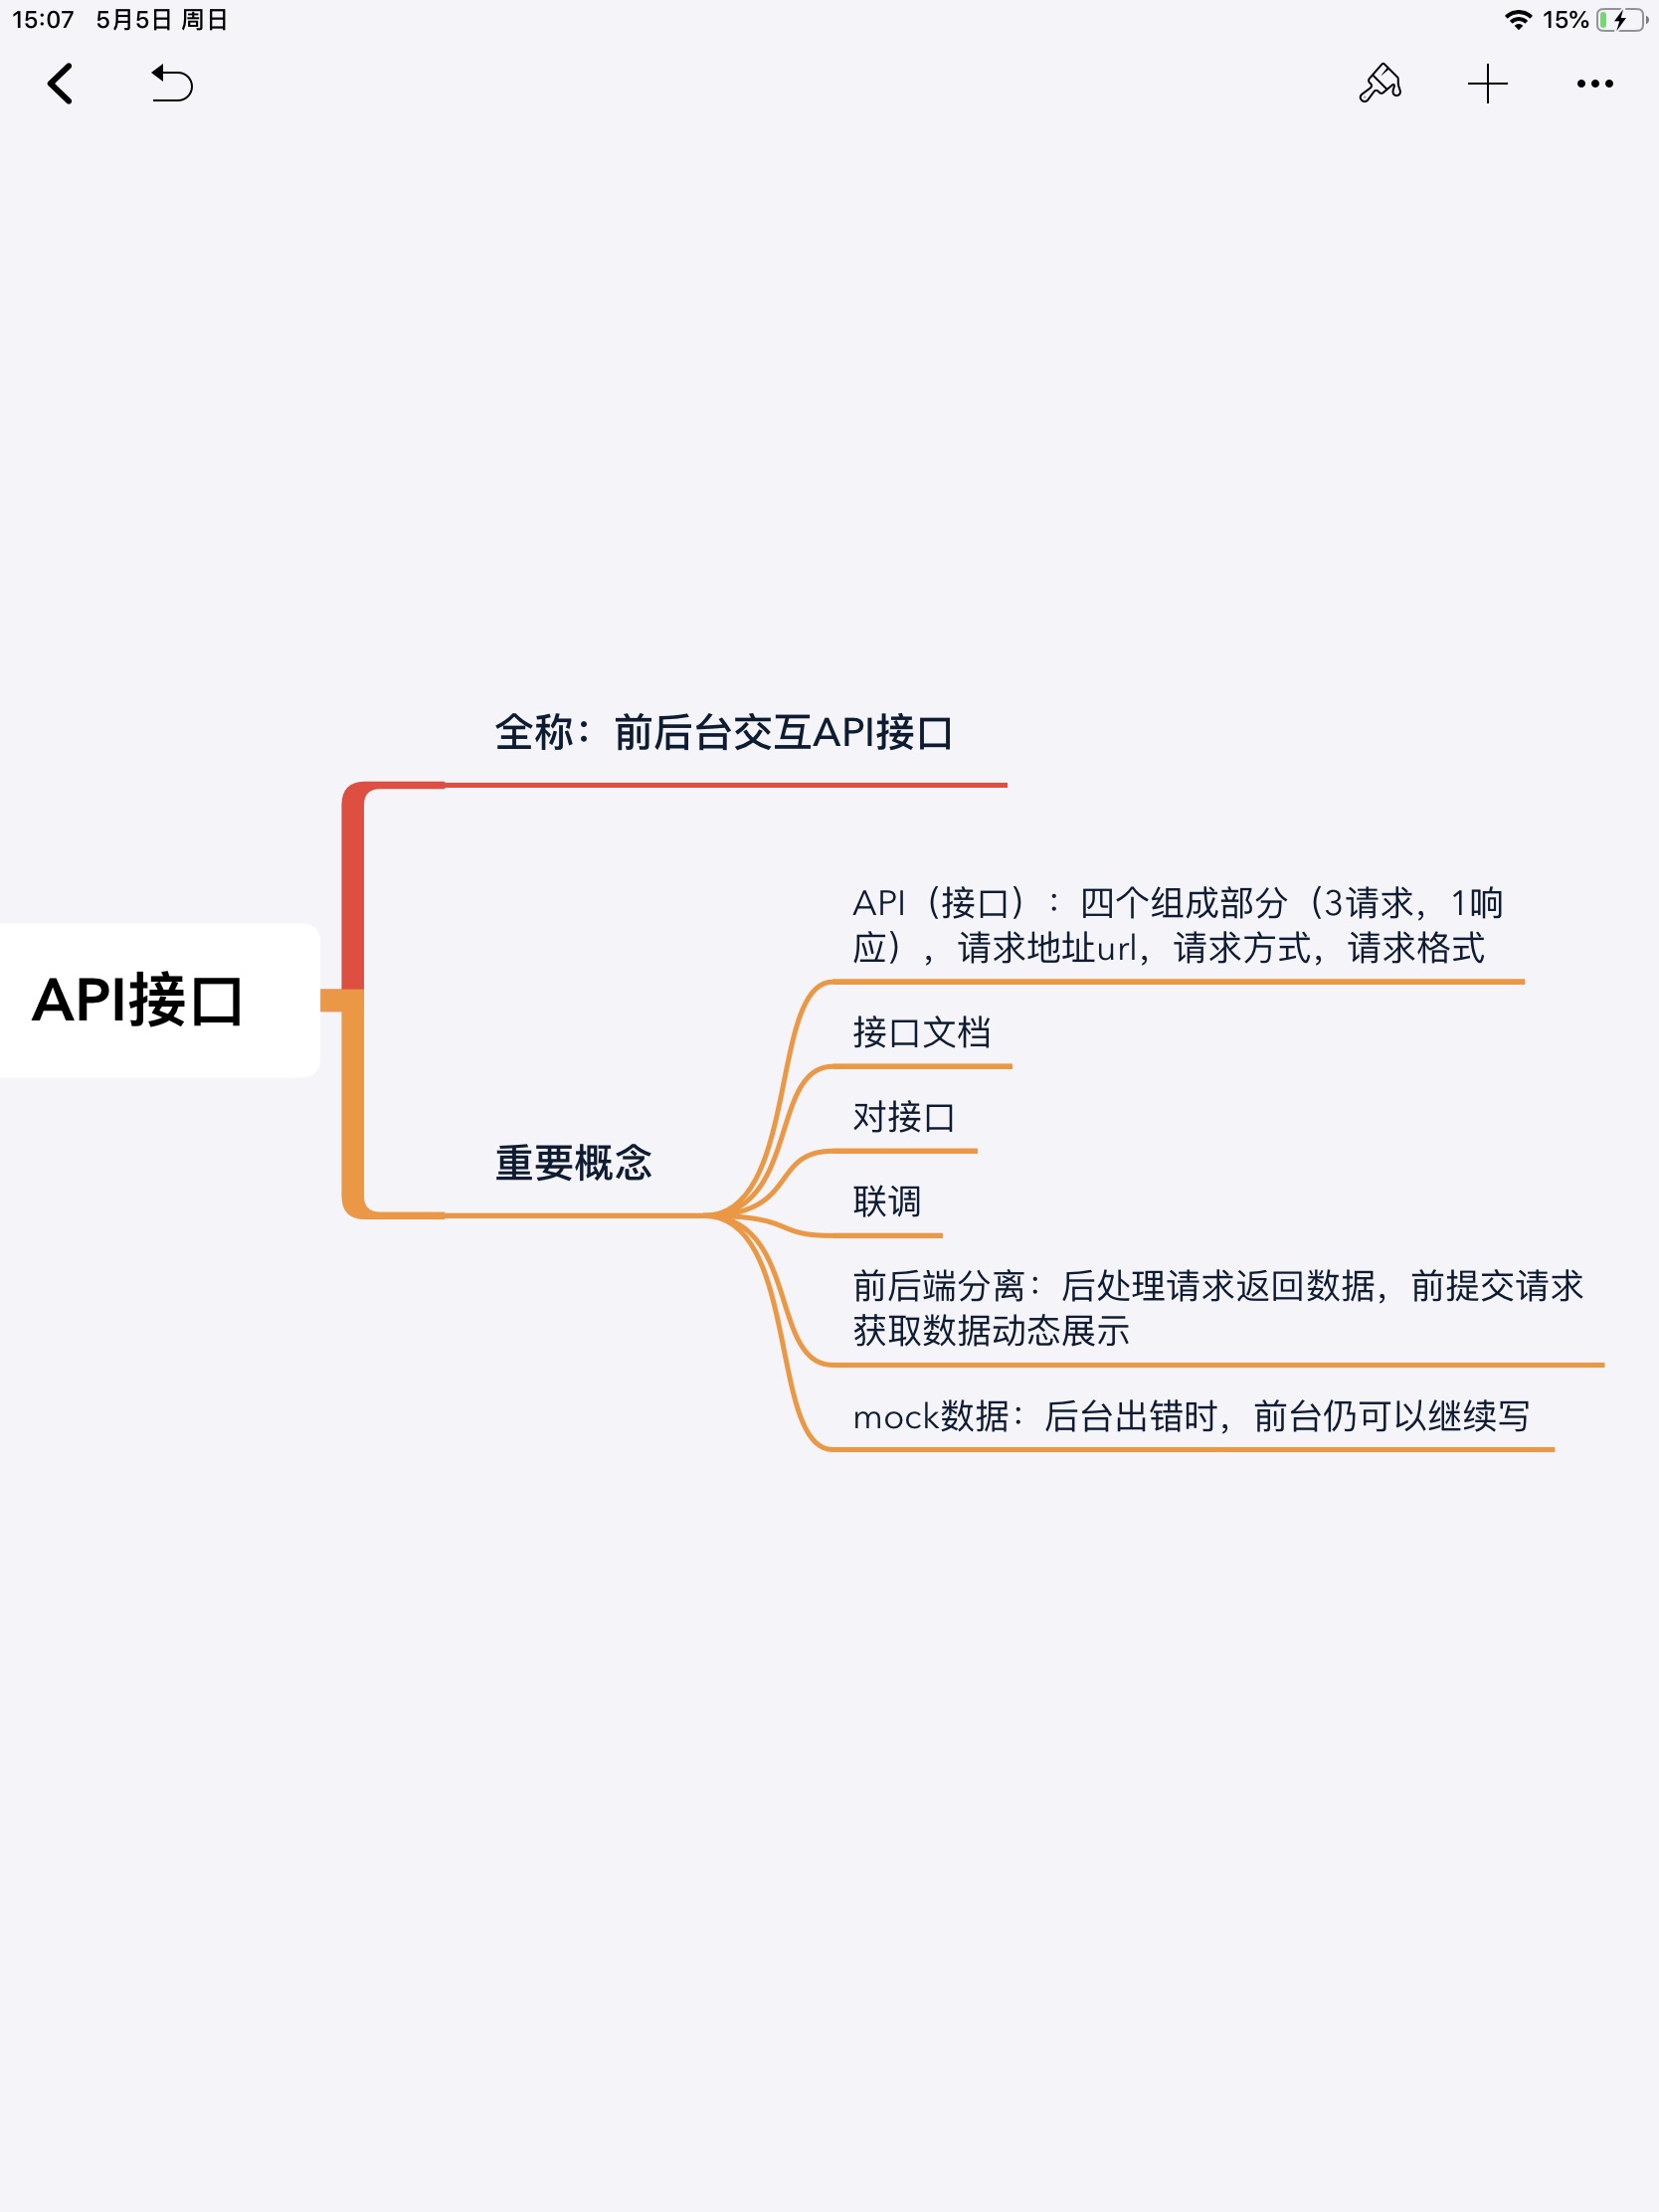 15:07 5月5日 周日
15%
全称：前后台交互API接口
API（接口）：四个组成部分（3请求，1响
应），请求地址url，请求方式，请求格式
API接口
接口文档
对接口
重要概念
联调
前后端分离：后处理请求返回数据，前提交请求
获取数据动态展示
mock数据：后台出错时，前台仍可以继续写